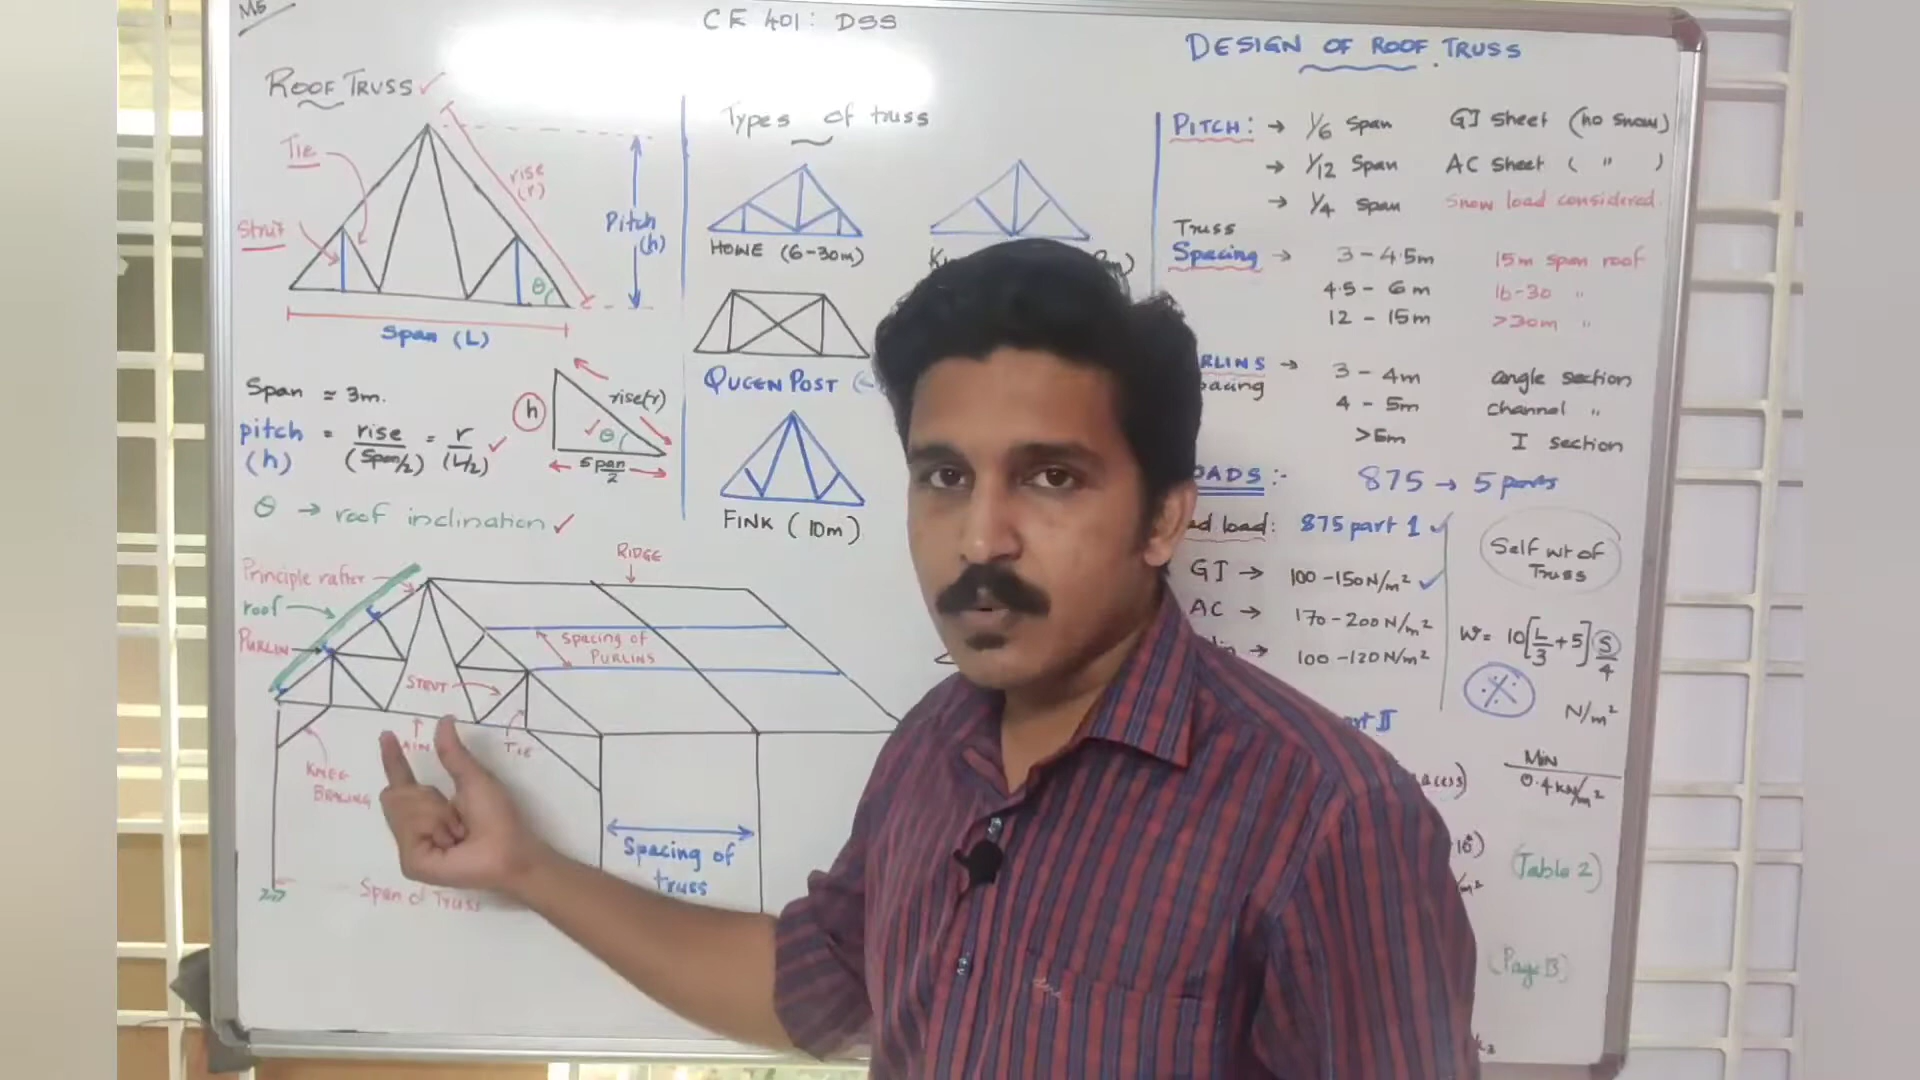 M5
CE 401: DSS
ROOF TRUSS ✓
Tie
Strut
rise
(r)
Pitch
(h)
θ
Span (L)
Span = 3m.
pitch = rise = r ✓
(h) (Span/2) (L/2)
h
rise(r)
✓θ
span
2
θ → roof inclination ✓
Principle rafter
roof
PURLIN
RIDGE
Spacing of
PURLINS
STRUT
TIE
KNEE
BRACING
Spacing of
truss
Span of Truss
Types of truss
HOWE (6-30m)
QUEEN POST
FINK (10m)
DESIGN OF ROOF TRUSS
PITCH: → 1/6 Span GI Sheet (no snow)
→ 1/12 Span AC Sheet ( " )
→ 1/4 Span Snow load considered.
Truss
Spacing → 3-4.5m 15m span roof
4.5 - 6m 16-30 "
12 - 15m >30m "
→ 3 - 4m angle section
4 - 5m channel "
>5m I section
:- 875 → 5 parts
load: 875 part 1 ✓
GI → 100-150N/m² ✓
AC → 170-200N/m²
→ 100-120N/m²
Self wt of
Truss
W = 10[L/3+5] S/4
N/m²
II
Min
0.4 kN/m²
(Table 2)
(Page 13)